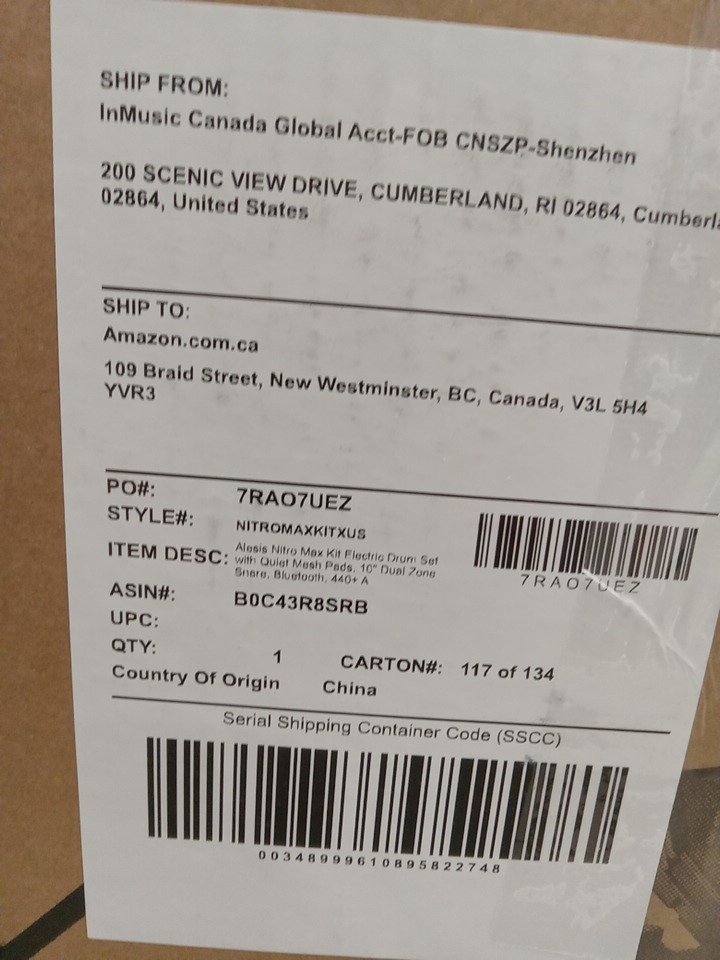 SHIP FROM:
InMusic Canada Global Acct-FOB CNSZP-Shenzhen
200 SCENIC VIEW DRIVE, CUMBERLAND, RI 02864, Cumberla
02864, United States
SHIP TO:
Amazon.com.ca
109 Braid Street, New Westminster, BC, Canada, V3L 5H4
YVR3
PO#: 7RAO7UEZ
STYLE#: NITROMAXKITXUS
ITEM DESC: Alesis Nitro Max Kit Electric Drum Set
with Quiet Mesh Pads, 10" Dual Zone
Snare, Bluetooth, 440+ A
7RAO7UEZ
ASIN#: B0C43R8SRB
UPC:
QTY: 1 CARTON#: 117 of 134
Country Of Origin China
Serial Shipping Container Code (SSCC)
00348999610895822748